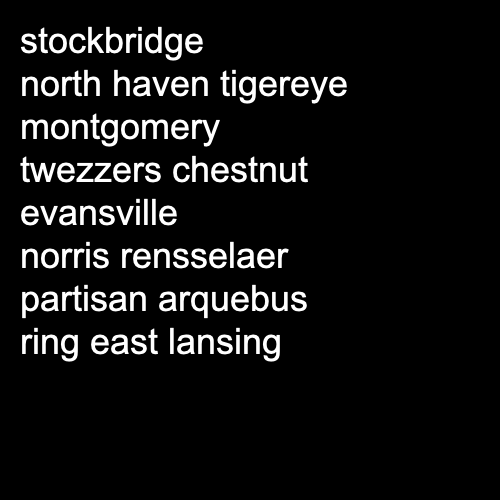 stockbridge
north haven tigereye
montgomery
twezzers chestnut
evansville
norris rensselaer
partisan arquebus
ring east lansing